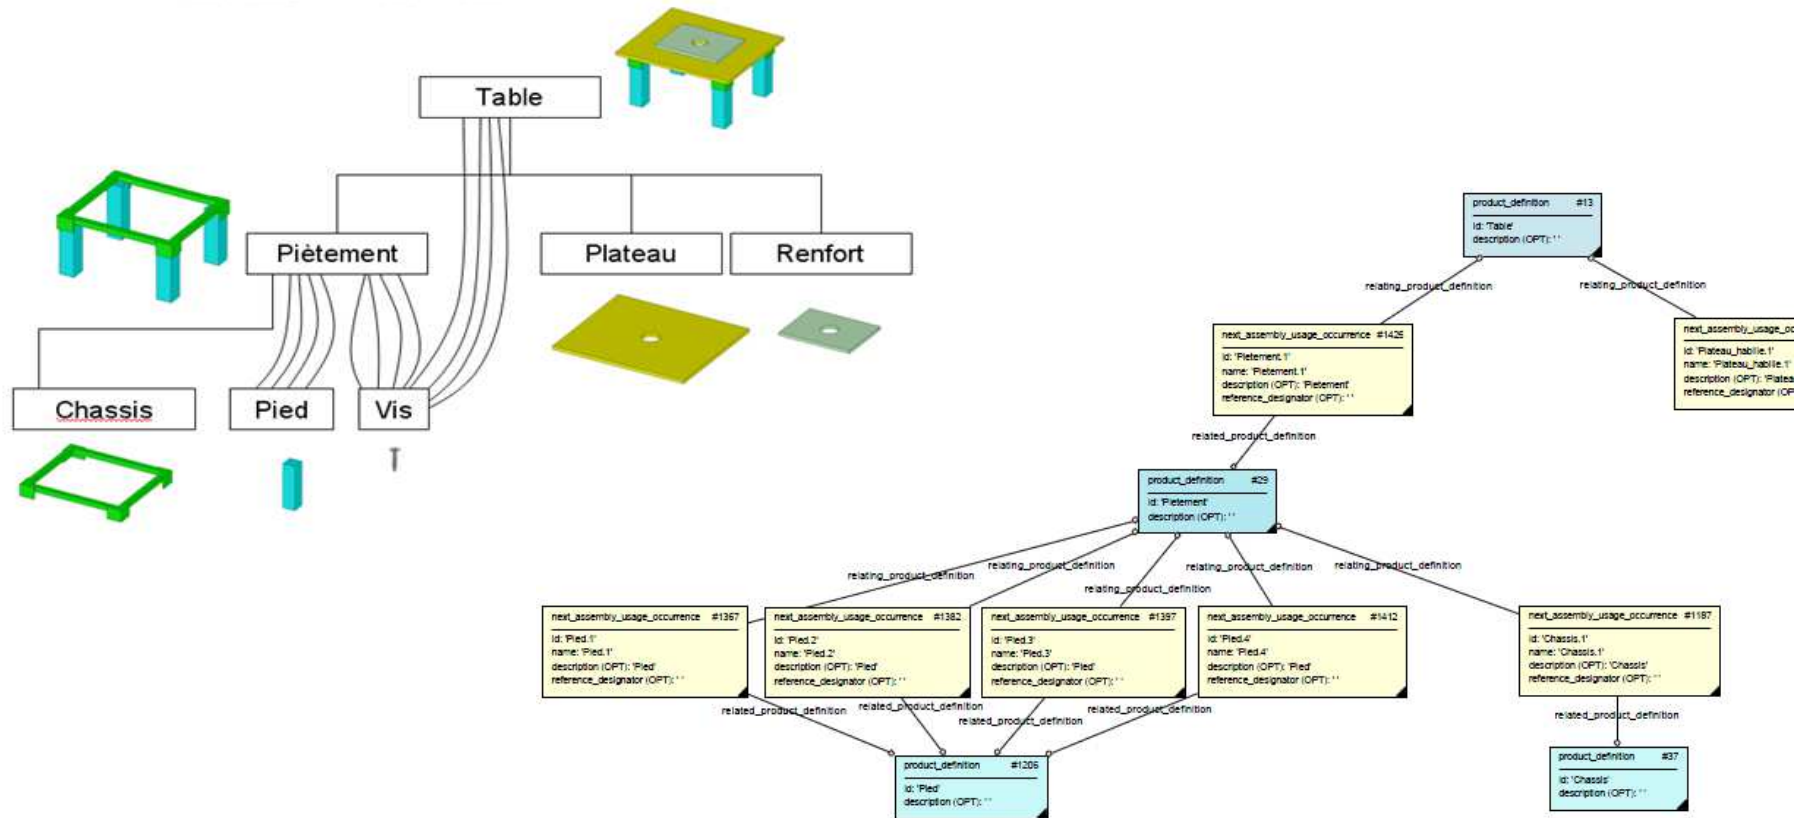 Table
Piètement
Plateau
Renfort
Chassis
Pied
Vis
product_definition #13
id: 'Table'
description (OPT): ' '
relating_product_definition
relating_product_definition
next_assembly_usage_occurrence #1426
id: 'Pietement.1'
name: 'Pietement.1'
description (OPT): 'Pietement'
reference_designator (OPT): ' '
next_assembly_usage_oc
id: 'Plateau_habille.1'
name: 'Plateau_habille.1'
description (OPT): 'Platea
reference_designator (OP
related_product_definition
product_definition #29
id: 'Pietement'
description (OPT): ' '
relating_product_definition
relating_product_definition
relating_product_definition
relating_product_definition
relating_product_definition
next_assembly_usage_occurrence #1367
id: 'Pied.1'
name: 'Pied.1'
description (OPT): 'Pied'
reference_designator (OPT): ' '
next_assembly_usage_occurrence #1382
id: 'Pied.2'
name: 'Pied.2'
description (OPT): 'Pied'
reference_designator (OPT): ' '
next_assembly_usage_occurrence #1397
id: 'Pied.3'
name: 'Pied.3'
description (OPT): 'Pied'
reference_designator (OPT): ' '
next_assembly_usage_occurrence #1412
id: 'Pied.4'
name: 'Pied.4'
description (OPT): 'Pied'
reference_designator (OPT): ' '
next_assembly_usage_occurrence #1187
id: 'Chassis.1'
name: 'Chassis.1'
description (OPT): 'Chassis'
reference_designator (OPT): ' '
related_product_definition
related_product_definition
related_product_definition
related_product_definition
related_product_definition
product_definition #1206
id: 'Pied'
description (OPT): ' '
product_definition #37
id: 'Chassis'
description (OPT): ' '